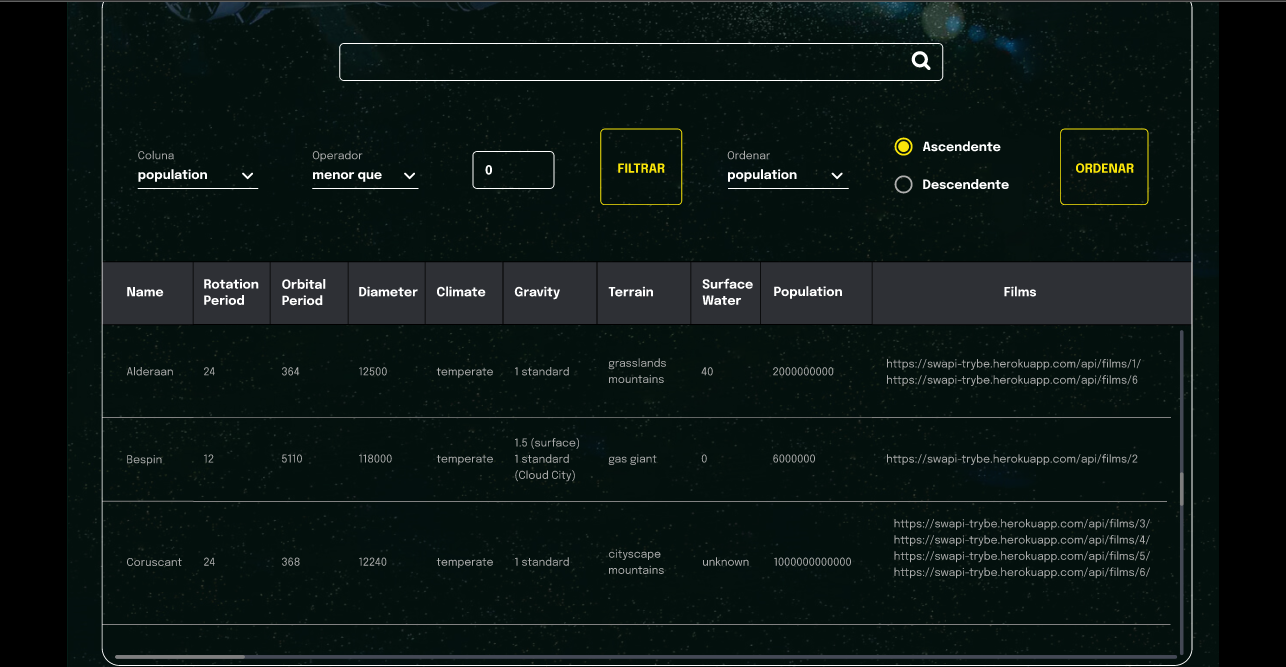 Coluna
population
Operador
menor que
0
FILTRAR
Ordenar
population
Ascendente
Descendente
ORDENAR
Name
Rotation
Period
Orbital
Period
Diameter
Climate
Gravity
Terrain
Surface
Water
Population
Films
Alderaan
24
364
12500
temperate
1 standard
grasslands
mountains
40
2000000000
https://swapi-trybe.herokuapp.com/api/films/1/
https://swapi-trybe.herokuapp.com/api/films/6
Bespin
12
5110
118000
temperate
1.5 (surface)
1 standard
(Cloud City)
gas giant
0
6000000
https://swapi-trybe.herokuapp.com/api/films/2
Coruscant
24
368
12240
temperate
1 standard
cityscape
mountains
unknown
1000000000000
https://swapi-trybe.herokuapp.com/api/films/3/
https://swapi-trybe.herokuapp.com/api/films/4/
https://swapi-trybe.herokuapp.com/api/films/5/
https://swapi-trybe.herokuapp.com/api/films/6/